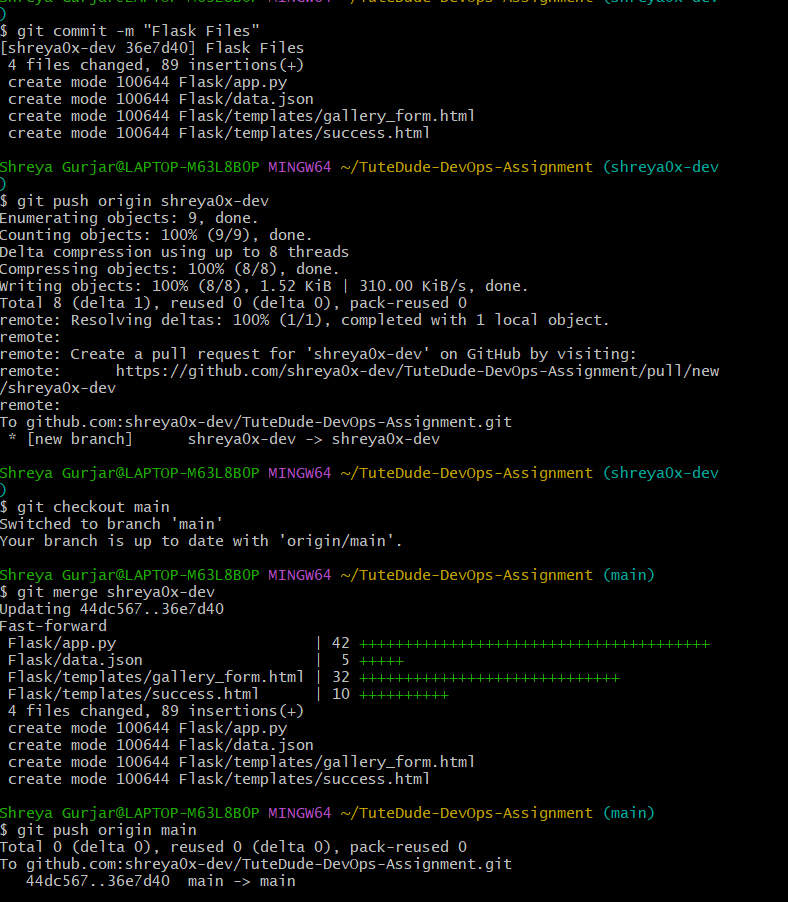 Shreya Gurjar@LAPTOP-M63L8B0P MINGW64 ~/TuteDude-DevOps-Assignment (shreya0x-dev
)
$ git commit -m "Flask Files"
[shreya0x-dev 36e7d40] Flask Files
 4 files changed, 89 insertions(+)
 create mode 100644 Flask/app.py
 create mode 100644 Flask/data.json
 create mode 100644 Flask/templates/gallery_form.html
 create mode 100644 Flask/templates/success.html

Shreya Gurjar@LAPTOP-M63L8B0P MINGW64 ~/TuteDude-DevOps-Assignment (shreya0x-dev
)
$ git push origin shreya0x-dev
Enumerating objects: 9, done.
Counting objects: 100% (9/9), done.
Delta compression using up to 8 threads
Compressing objects: 100% (8/8), done.
Writing objects: 100% (8/8), 1.52 KiB | 310.00 KiB/s, done.
Total 8 (delta 1), reused 0 (delta 0), pack-reused 0
remote: Resolving deltas: 100% (1/1), completed with 1 local object.
remote:
remote: Create a pull request for 'shreya0x-dev' on GitHub by visiting:
remote:      https://github.com/shreya0x-dev/TuteDude-DevOps-Assignment/pull/new
/shreya0x-dev
remote:
To github.com:shreya0x-dev/TuteDude-DevOps-Assignment.git
 * [new branch]      shreya0x-dev -> shreya0x-dev

Shreya Gurjar@LAPTOP-M63L8B0P MINGW64 ~/TuteDude-DevOps-Assignment (shreya0x-dev
)
$ git checkout main
Switched to branch 'main'
Your branch is up to date with 'origin/main'.

Shreya Gurjar@LAPTOP-M63L8B0P MINGW64 ~/TuteDude-DevOps-Assignment (main)
$ git merge shreya0x-dev
Updating 44dc567..36e7d40
Fast-forward
 Flask/app.py                      | 42 +++++++++++++++++++++++++++++++++++++++
 Flask/data.json                   |  5 +++++
 Flask/templates/gallery_form.html | 32 +++++++++++++++++++++++++++++
 Flask/templates/success.html      | 10 ++++++++++
 4 files changed, 89 insertions(+)
 create mode 100644 Flask/app.py
 create mode 100644 Flask/data.json
 create mode 100644 Flask/templates/gallery_form.html
 create mode 100644 Flask/templates/success.html

Shreya Gurjar@LAPTOP-M63L8B0P MINGW64 ~/TuteDude-DevOps-Assignment (main)
$ git push origin main
Total 0 (delta 0), reused 0 (delta 0), pack-reused 0
To github.com:shreya0x-dev/TuteDude-DevOps-Assignment.git
   44dc567..36e7d40  main -> main